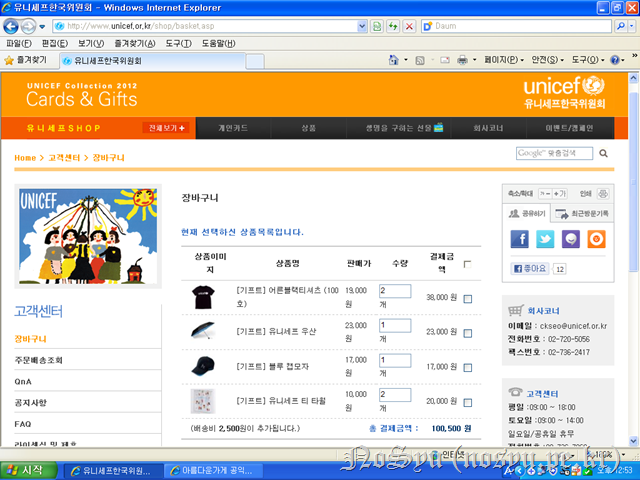 유니세프한국위원회 - Windows Internet Explorer
http://www.unicef.or.kr/shop/basket.asp
Daum
파일(F) 편집(E) 보기(V) 즐겨찾기(A) 도구(T) 도움말(H)
즐겨찾기 유니세프한국위원회
페이지(P) 안전(S) 도구(O)
UNICEF Collection 2012
Cards & Gifts
unicef
유니세프한국위원회
유니세프SHOP 전체보기 + 개인카드 상품 생명을 구하는 선물 회사코너 이벤트/캠페인
Home > 고객센터 > 장바구니
Google 맞춤검색
UNICEF
장바구니
축소/확대 가 - + 가 인쇄
공유하기 최근방문기록
현재 선택하신 상품목록입니다.
상품이미지 상품명 판매가 수량 결제금액
[기프트] 어른블랙티셔츠 (100호) 19,000원 2개 38,000 원
[기프트] 유니세프 우산 23,000원 1개 23,000 원
[기프트] 블루 캡모자 17,000원 1개 17,000 원
[기프트] 유니세프 티 타월 10,000원 2개 20,000 원
(배송비 2,500원이 추가됩니다.) 총 결제금액 : 100,500 원
좋아요 12
고객센터
장바구니
주문배송조회
QnA
공지사항
FAQ
회사코너
이메일 : ckseo@unicef.or.kr
전화번호 : 02-720-5056
팩스번호 : 02-736-2417
고객센터
평일 : 09:00 ~ 18:00
토요일 : 09:00 ~ 14:00
일요일/공휴일 휴무
인터넷
NoSyu (nosyu.pe.kr)
시작 유니세프한국위원회... 아름다운가게 공익...